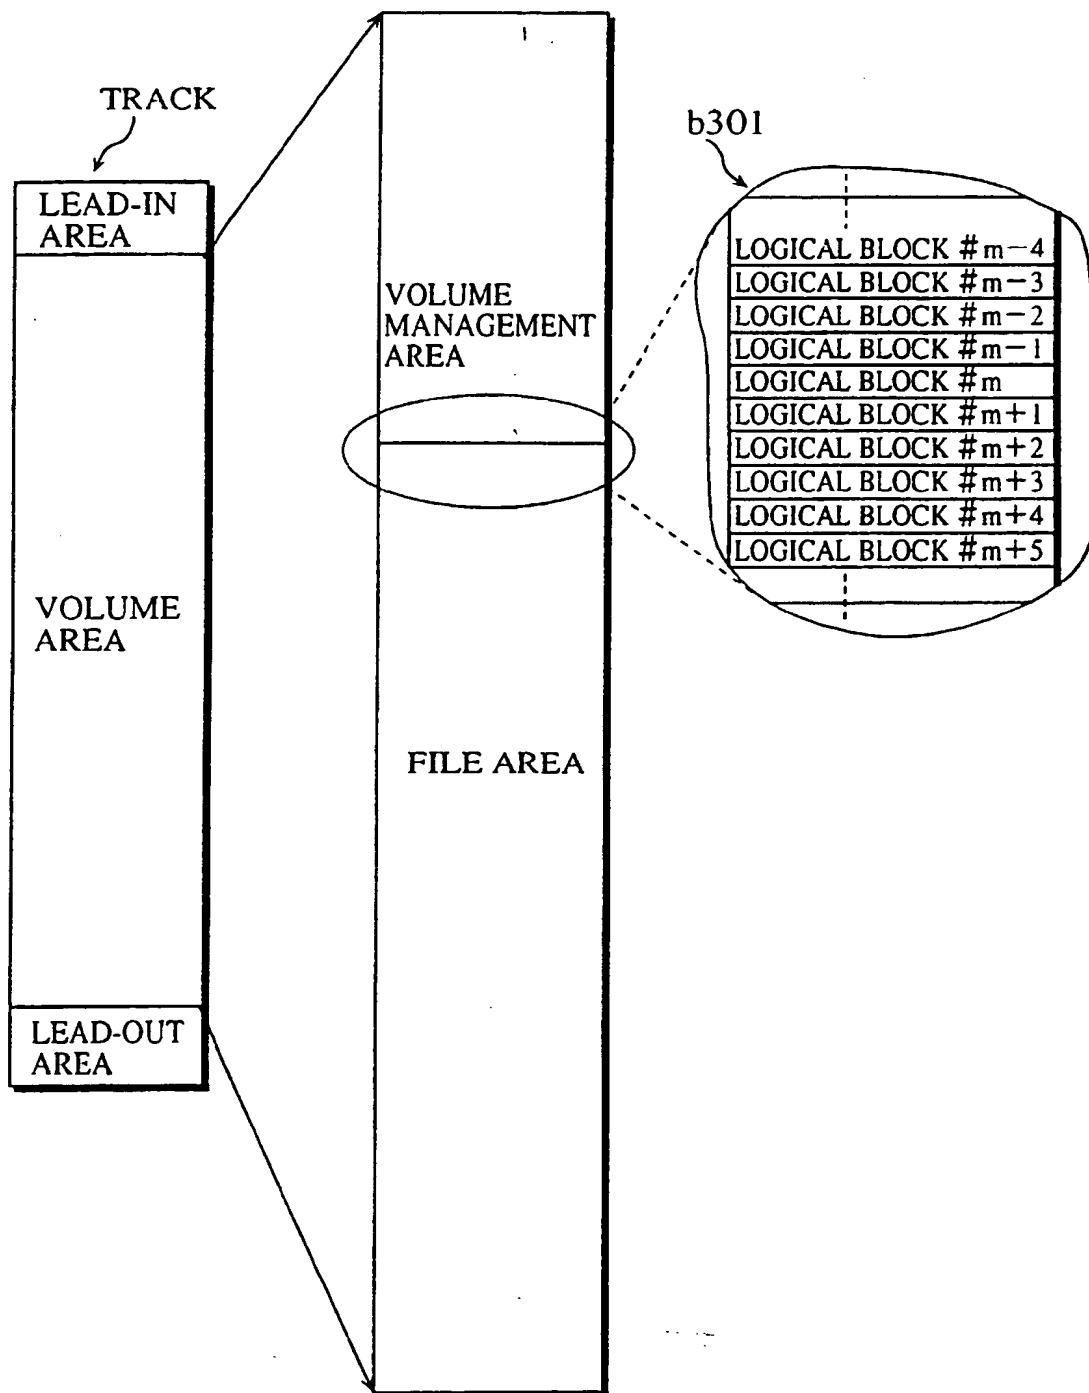 TRACK
LEAD-IN
AREA
VOLUME
AREA
LEAD-OUT
AREA
VOLUME
MANAGEMENT
AREA
FILE AREA
b301
LOGICAL BLOCK #m-4
LOGICAL BLOCK #m-3
LOGICAL BLOCK #m-2
LOGICAL BLOCK #m-1
LOGICAL BLOCK #m
LOGICAL BLOCK #m+1
LOGICAL BLOCK #m+2
LOGICAL BLOCK #m+3
LOGICAL BLOCK #m+4
LOGICAL BLOCK #m+5